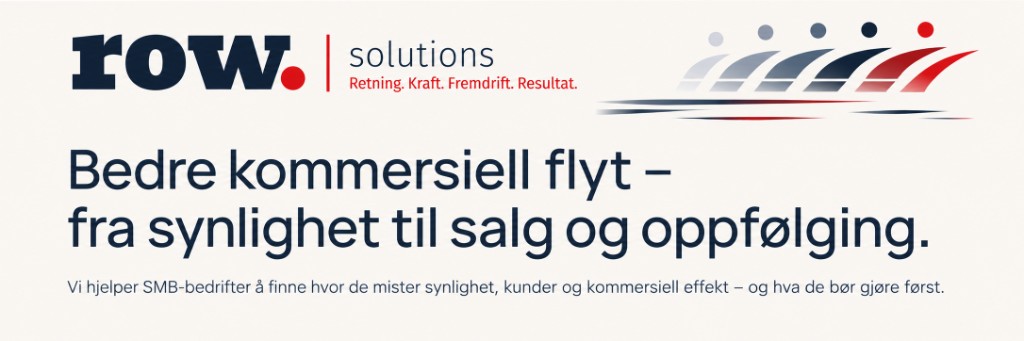 row. solutions
Retning. Kraft. Fremdrift. Resultat.
Bedre kommersiell flyt –
fra synlighet til salg og oppfølging.
Vi hjelper SMB-bedrifter å finne hvor de mister synlighet, kunder og kommersiell effekt – og hva de bør gjøre først.